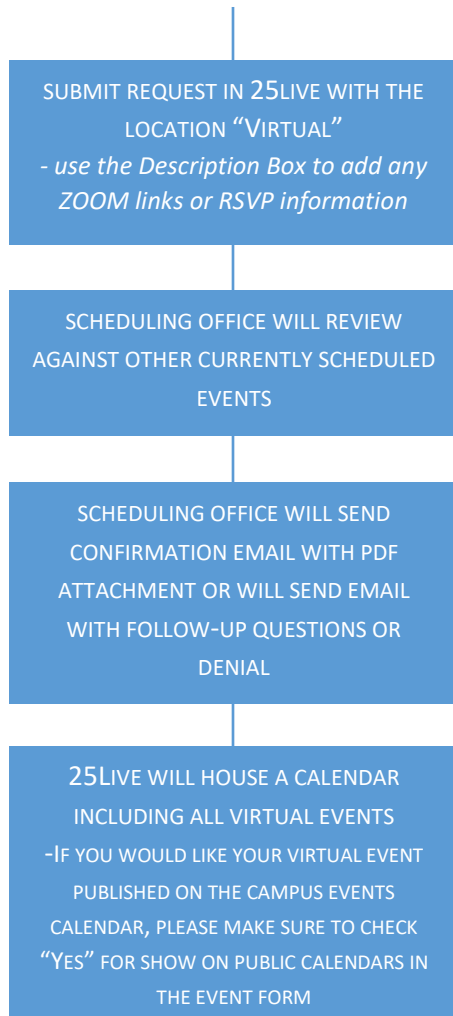 SUBMIT REQUEST IN 25LIVE WITH THE
LOCATION “VIRTUAL”
- use the Description Box to add any
ZOOM links or RSVP information
SCHEDULING OFFICE WILL REVIEW
AGAINST OTHER CURRENTLY SCHEDULED
EVENTS
SCHEDULING OFFICE WILL SEND
CONFIRMATION EMAIL WITH PDF
ATTACHMENT OR WILL SEND EMAIL
WITH FOLLOW-UP QUESTIONS OR
DENIAL
25LIVE WILL HOUSE A CALENDAR
INCLUDING ALL VIRTUAL EVENTS
-IF YOU WOULD LIKE YOUR VIRTUAL EVENT
PUBLISHED ON THE CAMPUS EVENTS
CALENDAR, PLEASE MAKE SURE TO CHECK
“YES” FOR SHOW ON PUBLIC CALENDARS IN
THE EVENT FORM